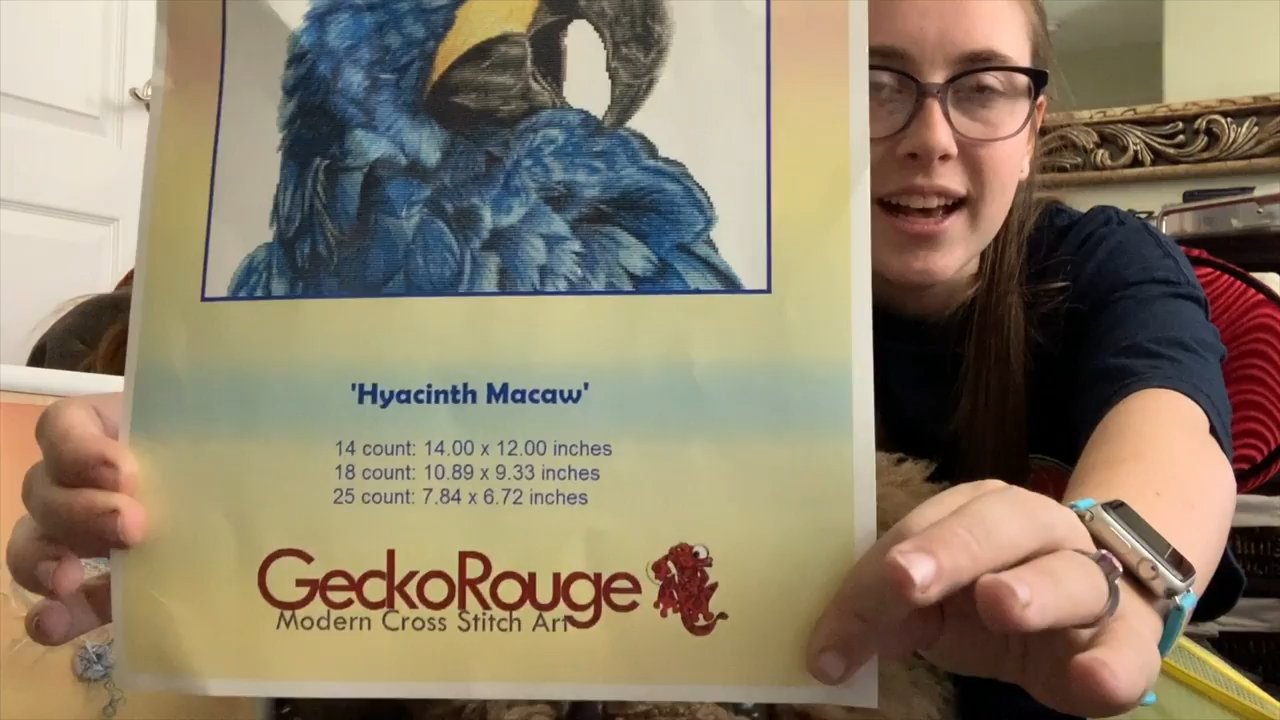 'Hyacinth Macaw'
14 count: 14.00 x 12.00 inches
18 count: 10.89 x 9.33 inches
25 count: 7.84 x 6.72 inches
GeckoRouge
Modern Cross Stitch Art